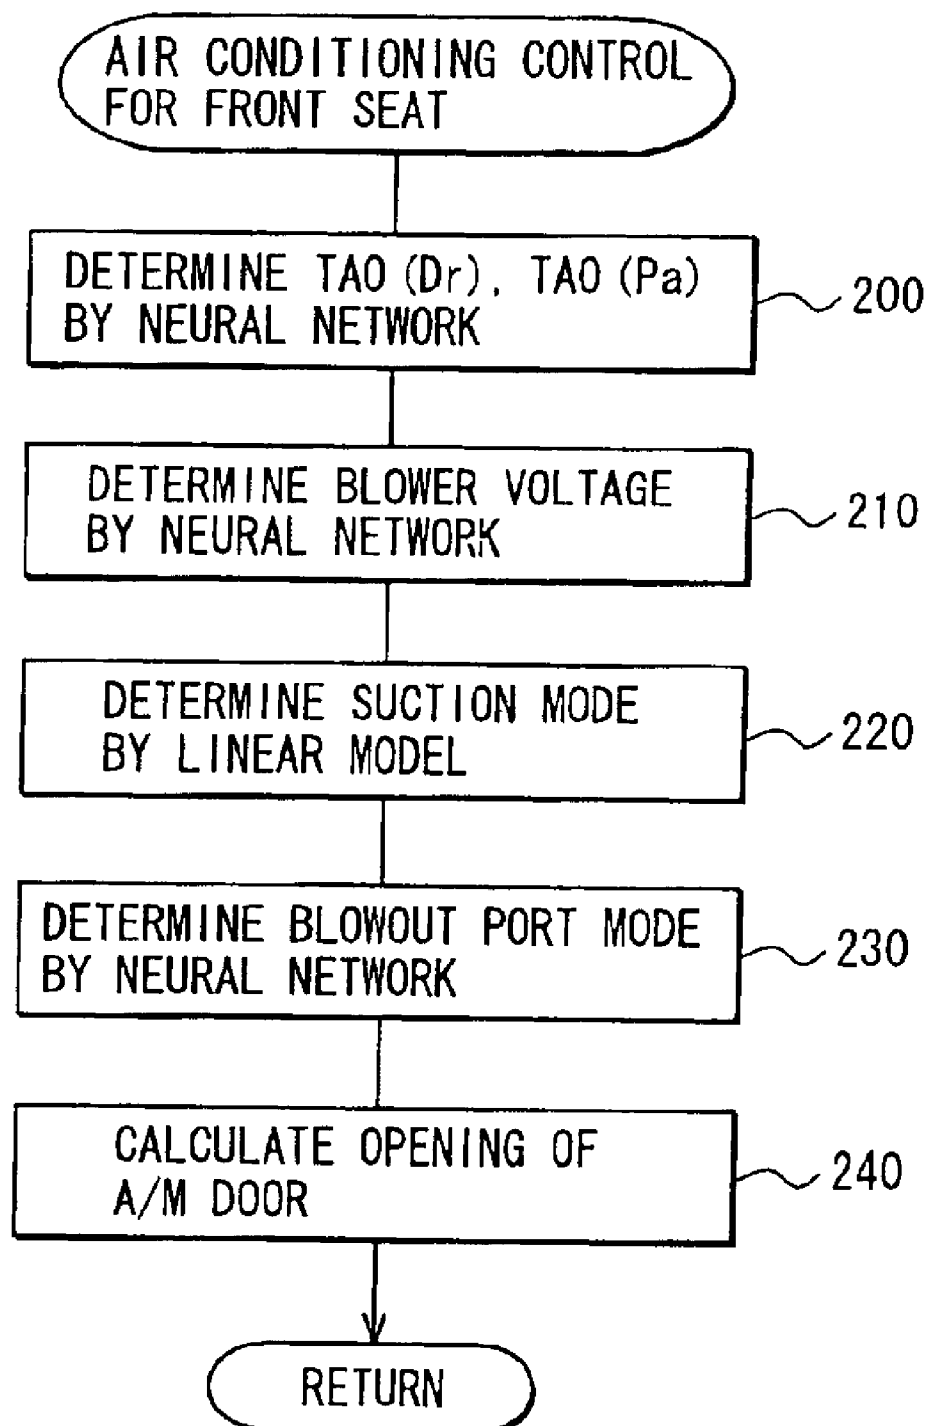 AIR CONDITIONING CONTROL
FOR FRONT SEAT
DETERMINE TAO (Dr), TAO (Pa)
BY NEURAL NETWORK
200
DETERMINE BLOWER VOLTAGE
BY NEURAL NETWORK
210
DETERMINE SUCTION MODE
BY LINEAR MODEL
220
DETERMINE BLOWOUT PORT MODE
BY NEURAL NETWORK
230
CALCULATE OPENING OF
A/M DOOR
240
RETURN